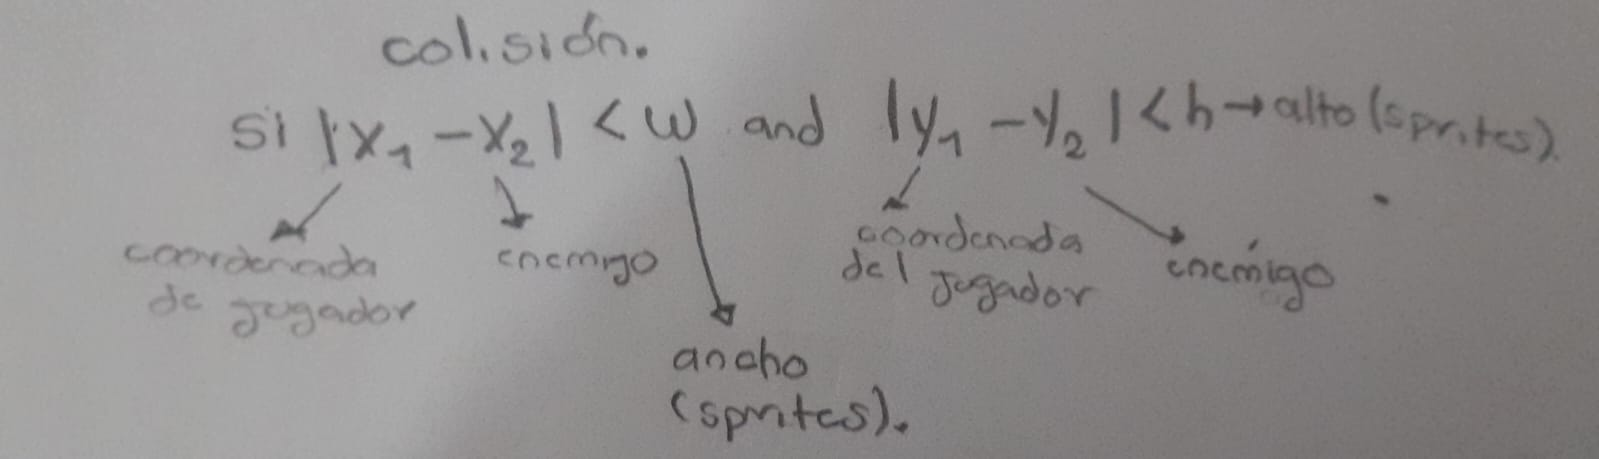 colisión.
si |x₁ - x₂| < w and |y₁ - y₂| < h → alto (sprites).
coordenada
de jugador
enemigo
ancho
(sprites).
coordenada
del jugador
enemigo